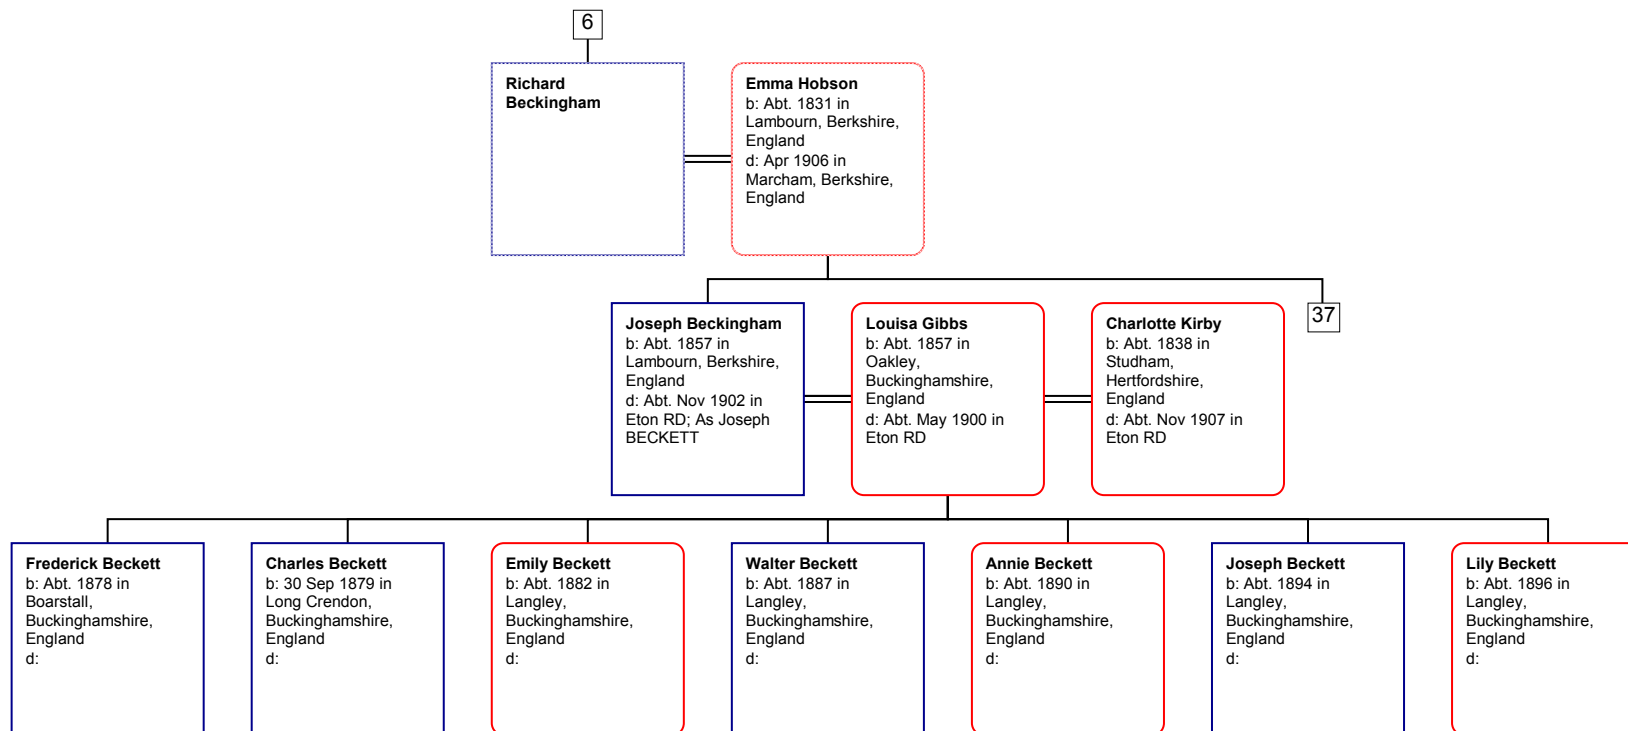 6
Richard
Beckingham
Emma Hobson
b: Abt. 1831 in
Lambourn, Berkshire,
England
d: Apr 1906 in
Marcham, Berkshire,
England
Joseph Beckingham
b: Abt. 1857 in
Lambourn, Berkshire,
England
d: Abt. Nov 1902 in
Eton RD; As Joseph
BECKETT
Louisa Gibbs
b: Abt. 1857 in
Oakley,
Buckinghamshire,
England
d: Abt. May 1900 in
Eton RD
Charlotte Kirby
b: Abt. 1838 in
Studham,
Hertfordshire,
England
d: Abt. Nov 1907 in
Eton RD
37
Frederick Beckett
b: Abt. 1878 in
Boarstall,
Buckinghamshire,
England
d:
Charles Beckett
b: 30 Sep 1879 in
Long Crendon,
Buckinghamshire,
England
d:
Emily Beckett
b: Abt. 1882 in
Langley,
Buckinghamshire,
England
d:
Walter Beckett
b: Abt. 1887 in
Langley,
Buckinghamshire,
England
d:
Annie Beckett
b: Abt. 1890 in
Langley,
Buckinghamshire,
England
d:
Joseph Beckett
b: Abt. 1894 in
Langley,
Buckinghamshire,
England
d:
Lily Beckett
b: Abt. 1896 in
Langley,
Buckinghamshire,
England
d: